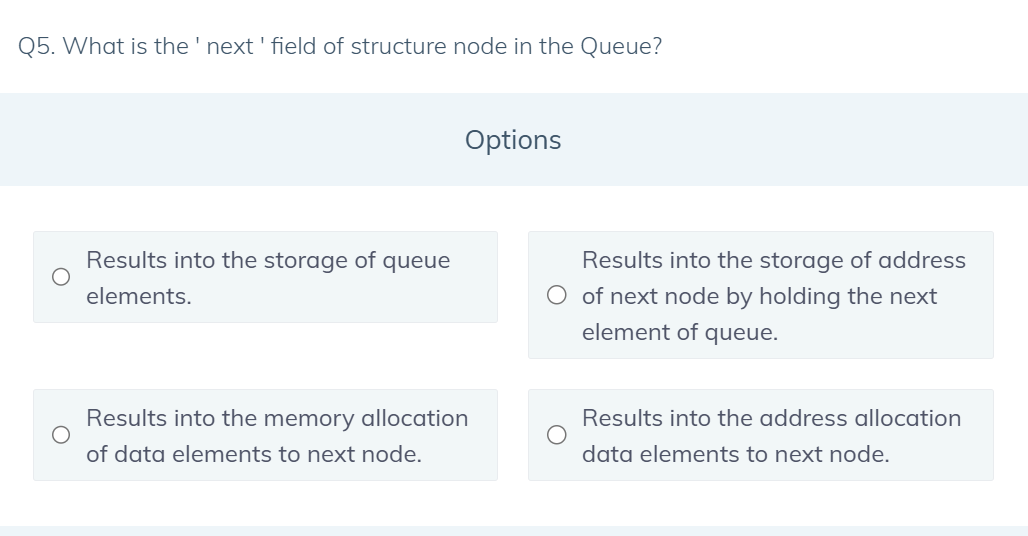 Q5. What is the ' next ' field of structure node in the Queue?
Options
Results into the storage of queue
elements.
Results into the storage of address
of next node by holding the next
element of queue.
Results into the memory allocation
of data elements to next node.
Results into the address allocation
data elements to next node.